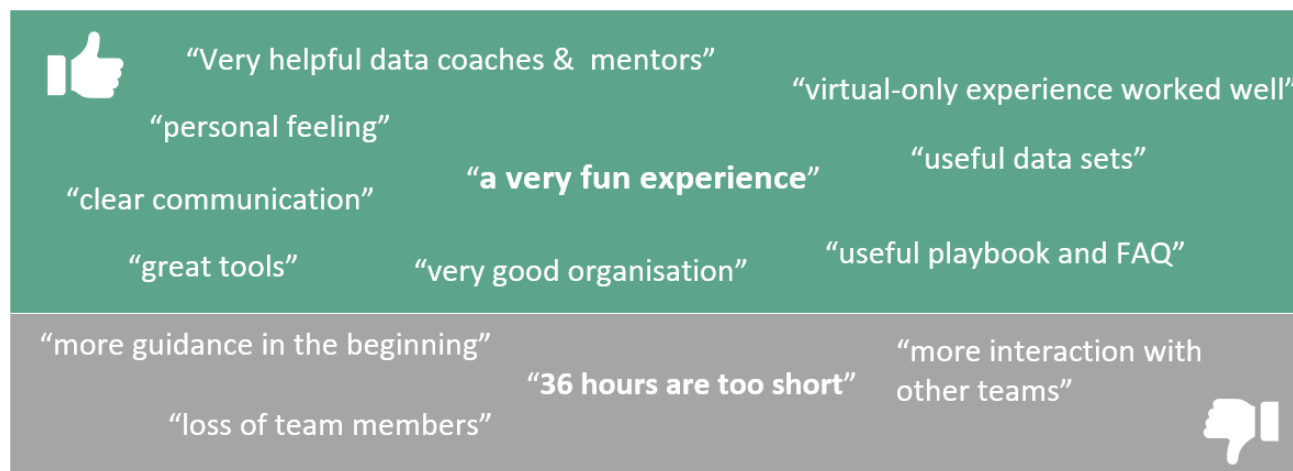 “Very helpful data coaches &  mentors”
“virtual-only experience worked well”
“personal feeling”
“useful data sets”
“a very fun experience”
“clear communication”
“useful playbook and FAQ”
“great tools”
“very good organisation”
“more guidance in the beginning”
“more interaction with
other teams”
“36 hours are too short”
“loss of team members”